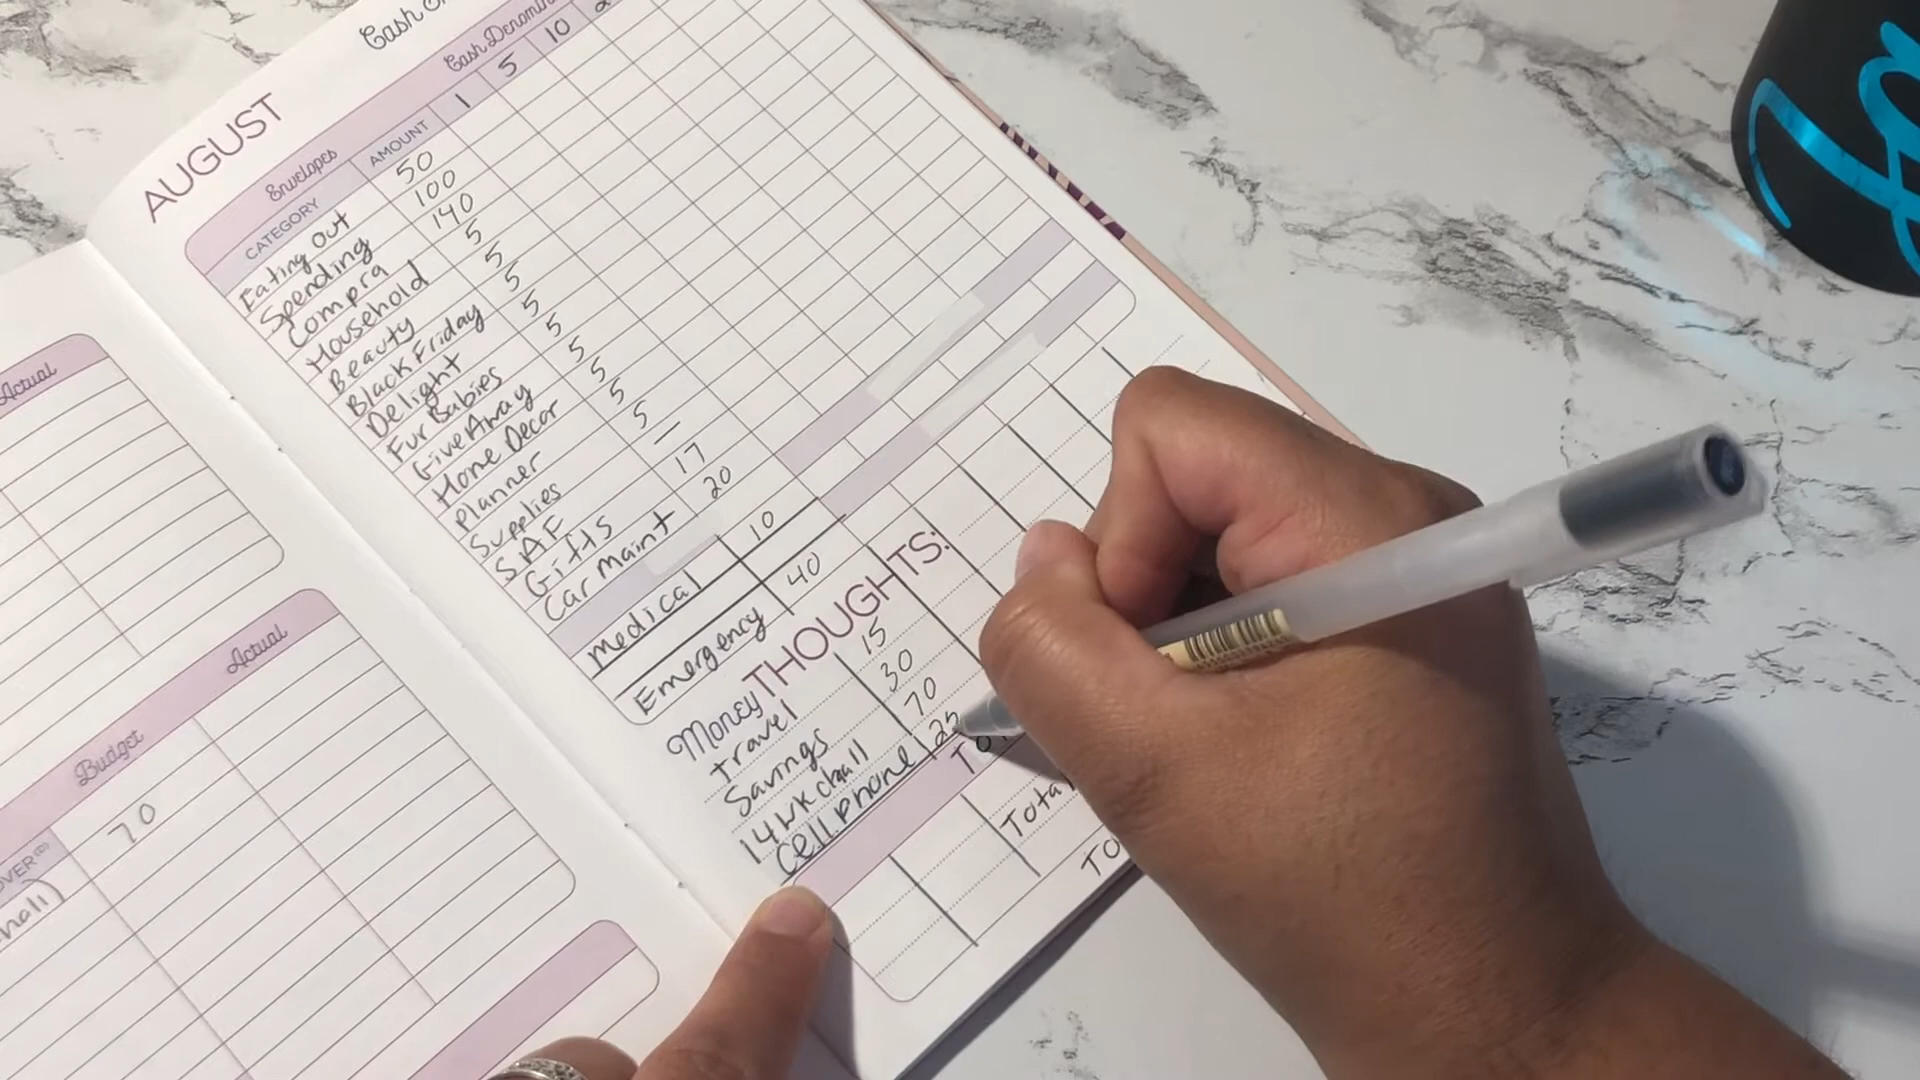 Cash
AUGUST
Envelopes
Cash
CATEGORY AMOUNT 1 5 10
Eating Out 50
Spending 100
Compra 140
Household 5
Beauty 5
Black Friday 5
Delight 5
Fur Babies 5
Give Away 5
Home Decor 5
Planner 5
Supplies 5
SAF —
Gifts 17
Car Maint 20
Medical 10
Emergency 40
Money THOUGHTS:
Travel 15
Savings 30
14 wk chall 70
Cell phone 25
Total
Actual
Budget Actual
70